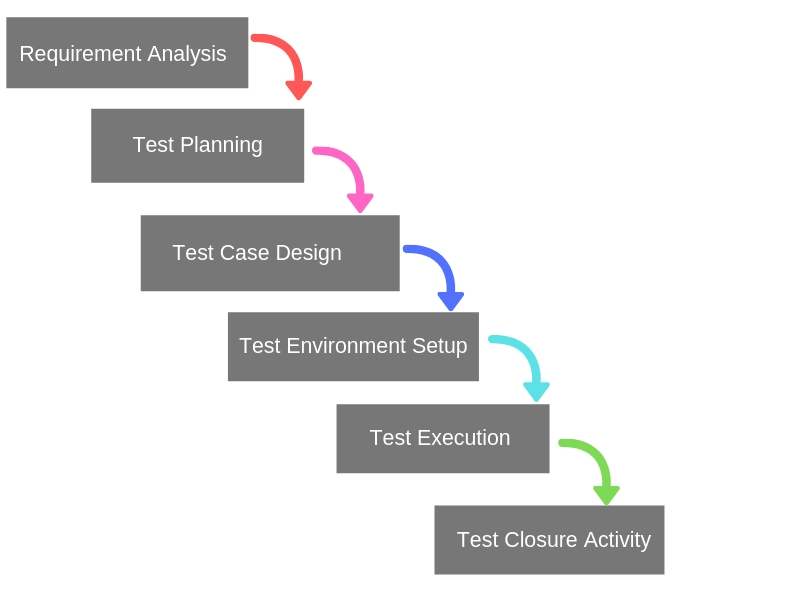 Requirement Analysis
Test Planning
Test Case Design
Test Environment Setup
Test Execution
Test Closure Activity